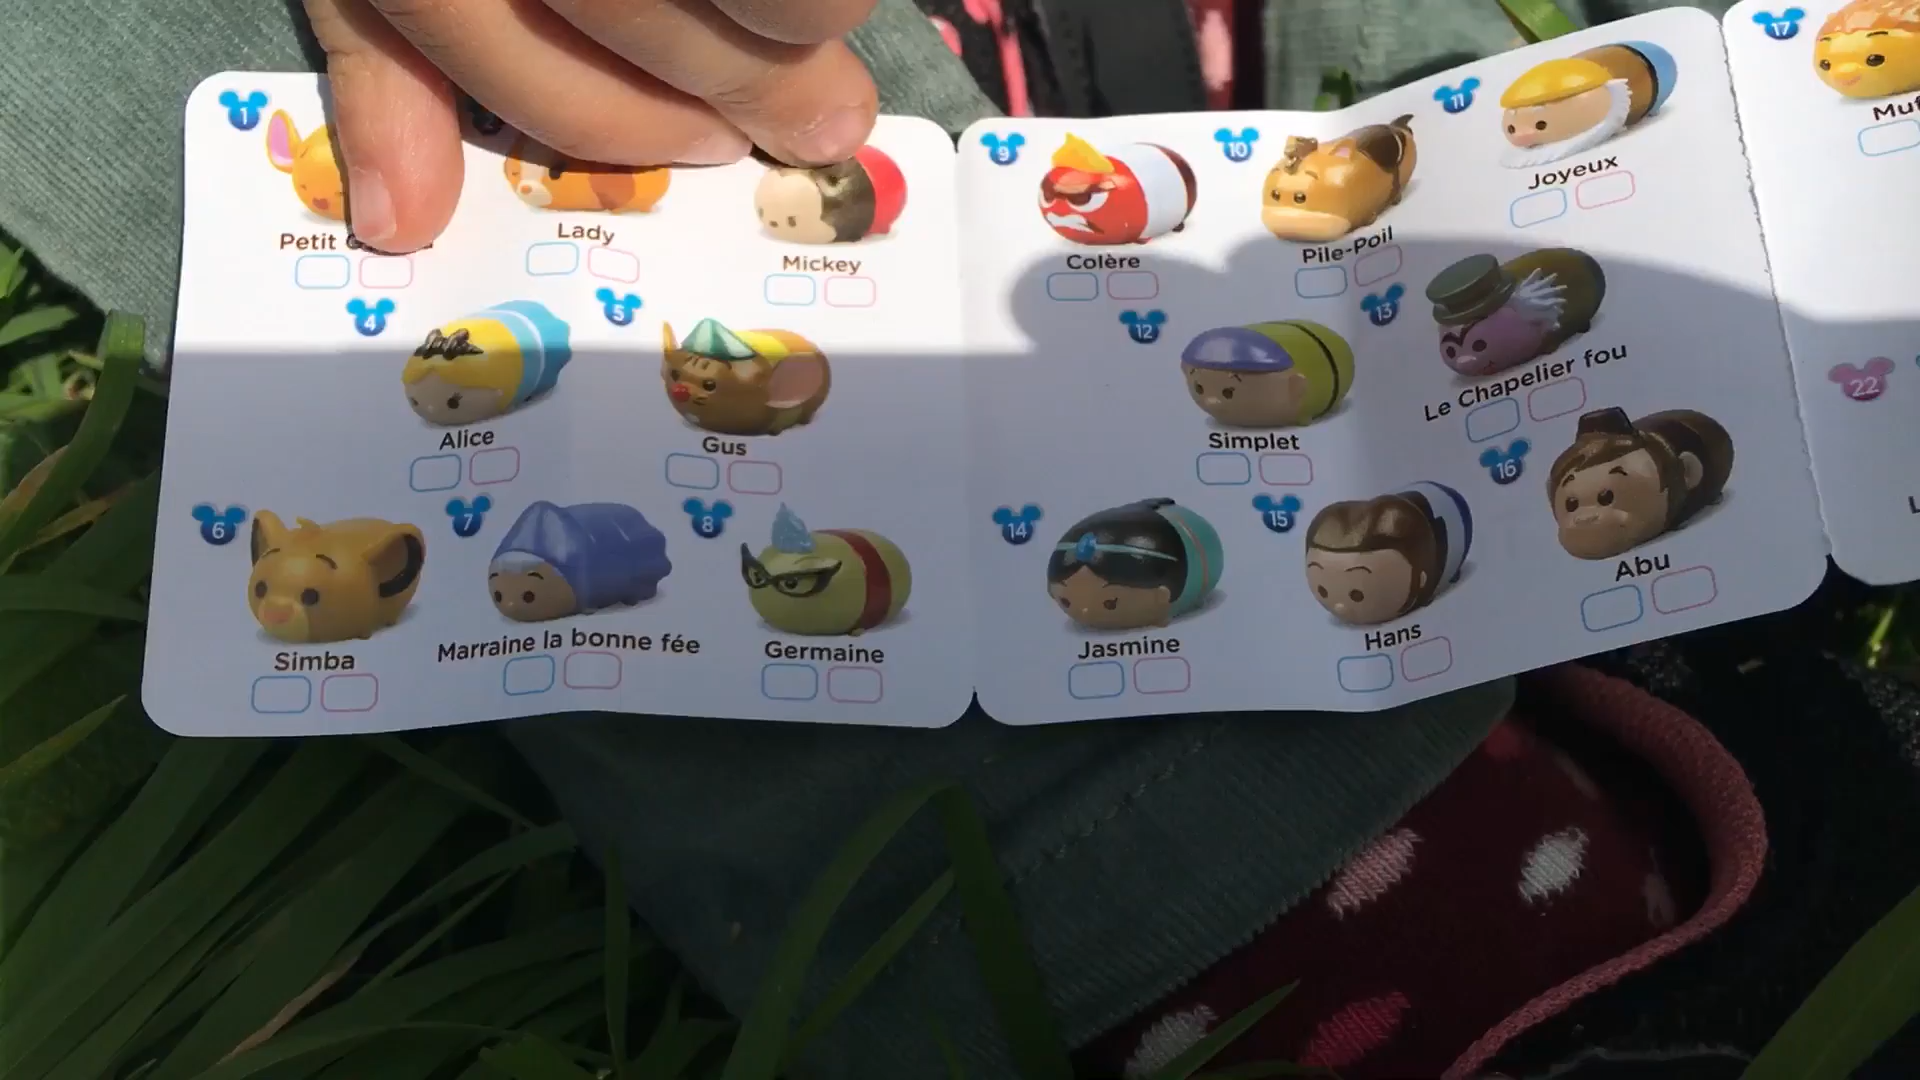 1
Petit
Lady
Mickey
4
5
Alice
Gus
6
7
8
Simba
Marraine la bonne fée
Germaine
9
10
11
Colère
Pile-Poil
Joyeux
12
13
Simplet
Le Chapelier fou
14
15
16
Jasmine
Hans
Abu
17
22